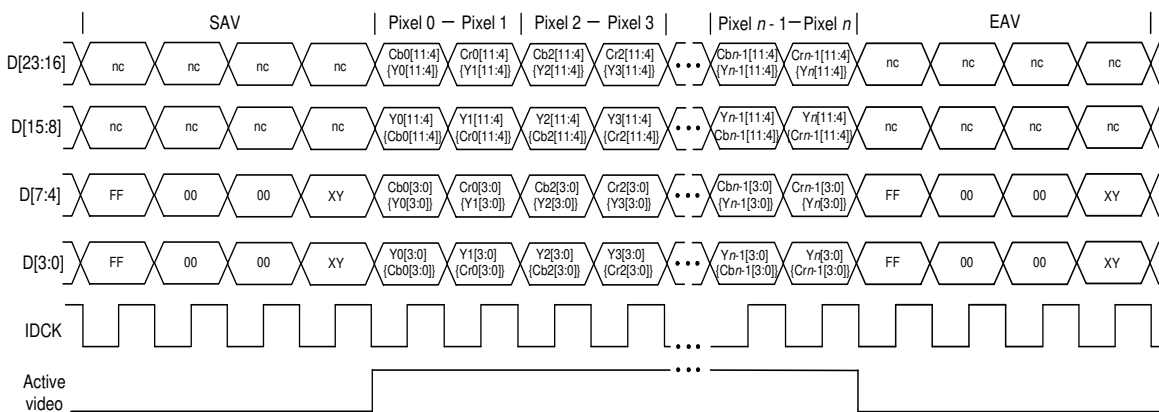 SAV Pixel 0 – Pixel 1 Pixel 2 – Pixel 3 Pixel n - 1 – Pixel n EAV
D[23:16] nc nc nc nc Cb0[11:4] Cr0[11:4] Cb2[11:4] Cr2[11:4] ••• Cbn-1[11:4] Crn-1[11:4] nc nc nc nc
{Y0[11:4]} {Y1[11:4]} {Y2[11:4]} {Y3[11:4]} {Yn-1[11:4]} {Yn[11:4]}
D[15:8] nc nc nc nc Y0[11:4] Y1[11:4] Y2[11:4] Y3[11:4] ••• Yn-1[11:4] Yn[11:4] nc nc nc nc
{Cb0[11:4]} {Cr0[11:4]} {Cb2[11:4]} {Cr2[11:4]} Cbn-1[11:4]} {Crn-1[11:4]}
D[7:4] FF 00 00 XY Cb0[3:0] Cr0[3:0] Cb2[3:0] Cr2[3:0] ••• Cbn-1[3:0] Crn-1[3:0] FF 00 00 XY
{Y0[3:0]} {Y1[3:0]} {Y2[3:0]} {Y3[3:0]} {Yn-1[3:0]} {Yn[3:0]}
D[3:0] FF 00 00 XY Y0[3:0] Y1[3:0] Y2[3:0] Y3[3:0] ••• Yn-1[3:0] Yn[3:0] FF 00 00 XY
{Cb0[3:0]} {Cr0[3:0]} {Cb2[3:0]} {Cr2[3:0]} {Cbn-1[3:0]} {Crn-1[3:0]}
IDCK •••
Active •••
video